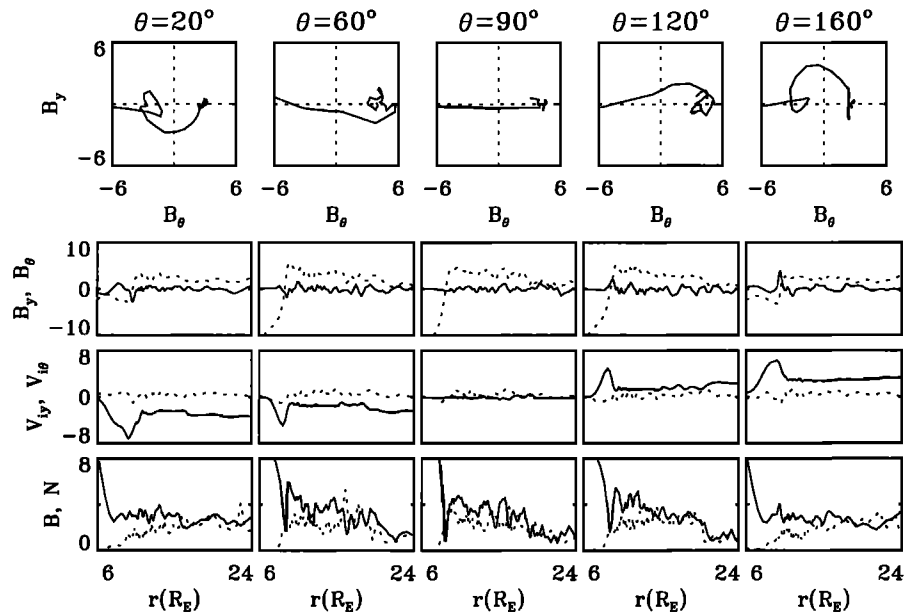 θ=20° θ=60° θ=90° θ=120° θ=160°
6
B_y
-6
-6 6 -6 6 -6 6 -6 6 -6 6
B_θ B_θ B_θ B_θ B_θ
10
B_y, B_θ
0
-10
8
V_iy, V_iθ
0
-8
8
B, N
0
6 24 6 24 6 24 6 24 6 24
r(R_E) r(R_E) r(R_E) r(R_E) r(R_E)